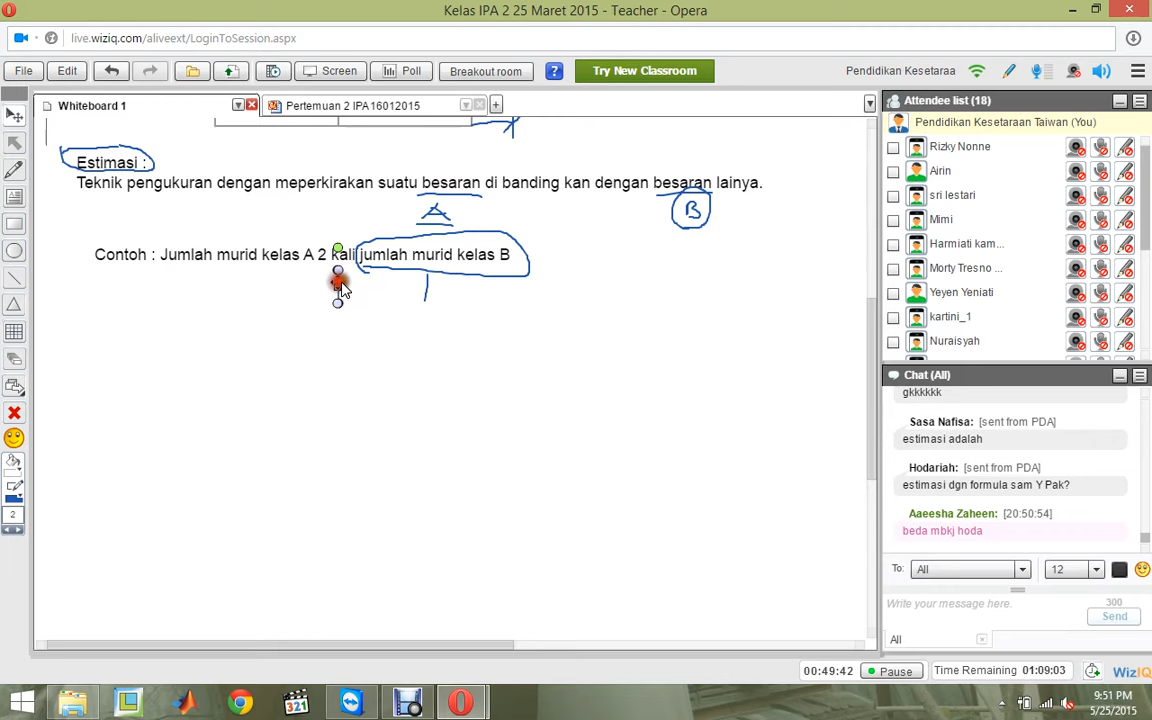 Kelas IPA 2 25 Maret 2015 - Teacher - Opera
live.wiziq.com/aliveext/LoginToSession.aspx
File Edit Screen Poll Breakout room ? Try New Classroom Pendidikan Kesetaraa
Whiteboard 1 Pertemuan 2 IPA16012015
Estimasi :
Teknik pengukuran dengan meperkirakan suatu besaran di banding kan dengan besaran lainya.
A B
Contoh : Jumlah murid kelas A 2 kali jumlah murid kelas B
2
Attendee list (18)
Pendidikan Kesetaraan Taiwan (You)
Rizky Nonne
Airin
sri lestari
Mimi
Harmiati kam...
Morty Tresno ...
Yeyen Yeniati
kartini_1
Nuraisyah
Chat (All)
gkkkkkk
Sasa Nafisa: [sent from PDA]
estimasi adalah
Hodariah: [sent from PDA]
estimasi dgn formula sam Y Pak?
Aaeesha Zaheen: [20:50:54]
beda mbkj hoda
To: All 12
Write your message here.
300
Send
All
00:49:42 Pause Time Remaining 01:09:03 WizIQ
321
9:51 PM
5/25/2015